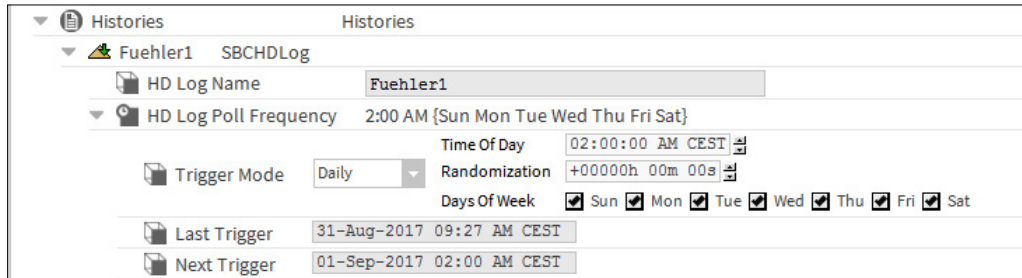 Histories Histories
Fuehler1 SBCHDLog
HD Log Name Fuehler1
HD Log Poll Frequency 2:00 AM {Sun Mon Tue Wed Thu Fri Sat}
Time Of Day 02:00:00 AM CEST
Trigger Mode Daily Randomization +00000h 00m 00s
Days Of Week Sun Mon Tue Wed Thu Fri Sat
Last Trigger 31-Aug-2017 09:27 AM CEST
Next Trigger 01-Sep-2017 02:00 AM CEST